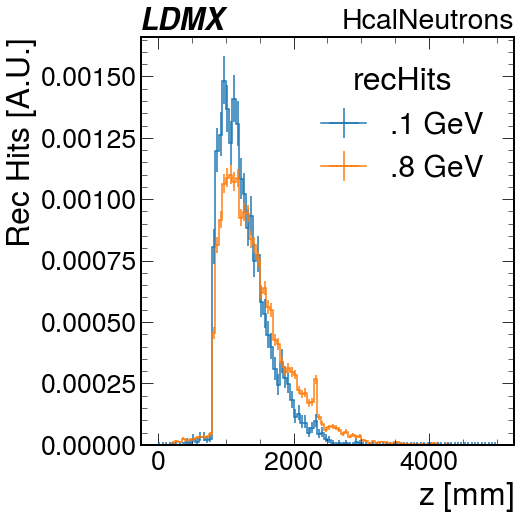 LDMX HcalNeutrons
Rec Hits [A.U.]
recHits
.1 GeV
.8 GeV
0.00150
0.00125
0.00100
0.00075
0.00050
0.00025
0.00000
0 2000 4000
z [mm]